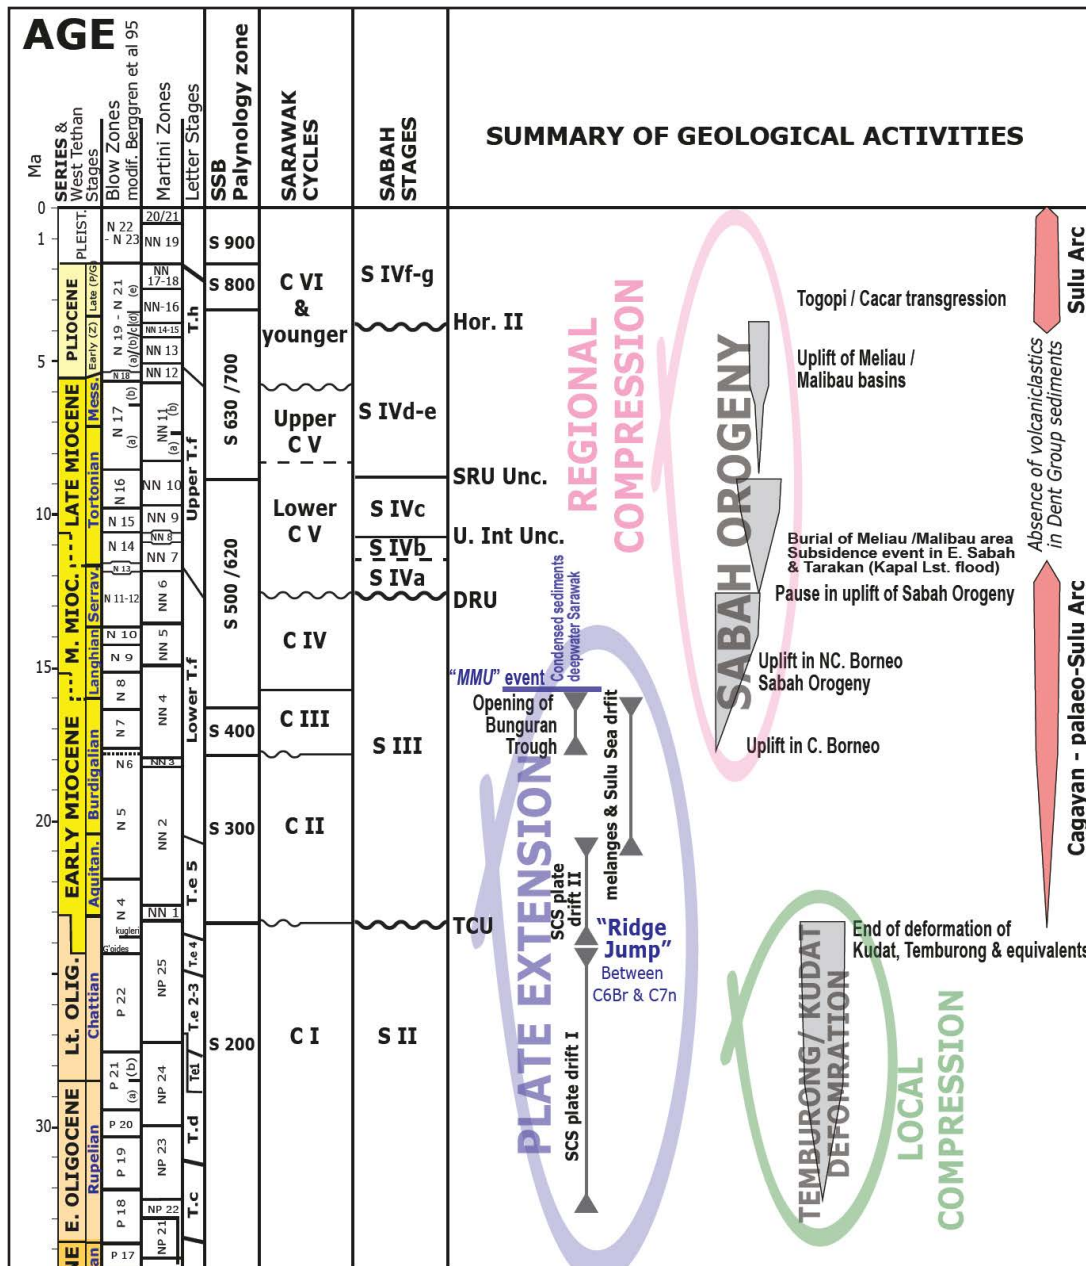 AGE
Ma
SERIES &
West Tethan
Stages
Blow Zones
modif. Berggren et al 95
Martini Zones
Letter Stages
SSB
Palynology zone
SARAWAK
CYCLES
SABAH
STAGES
SUMMARY OF GEOLOGICAL ACTIVITIES
0
1
5
10
15
20
30
PLEIST.
PLIOCENE
LATE MIOCENE
M. MIOC.
EARLY MIOCENE
Lt. OLIG.
E. OLIGOCENE
NE
Late (P/G)
Early (Z)
Mess.
Tortonian
Serrav.
Langhian
Burdigalian
Aquitan.
Chattian
Rupelian
an
N 22
- N 23
N 19 - N 21
(a)/(b)/c(d)
(e)
N 18
N 17
(b)
(a)
N 16
N 15
N 14
N 13
N 11-12
N 10
N 9
N 8
N 7
N6
N 5
N 4
kugleri
G'oides
P 22
P 21
(b)
(a)
P 20
P 19
P 18
P 17
20/21
NN 19
NN
17-18
NN-16
NN 14-15
NN 13
NN 12
NN 11
(b)
(a)
NN 10
NN 9
NN 8
NN 7
NN 6
NN 5
NN 4
NN 3
NN 2
NN 1
NP 25
NP 24
NP 23
NP 22
NP 21
T.h
Upper T.f
Lower T.f
T.e 5
T.e 4
T.e 2-3
Te1
T.d
T.c
S 900
S 800
S 630 /700
S 500 /620
S 400
S 300
S 200
C VI
&
younger
Upper
C V
Lower
C V
C IV
C III
C II
C I
S IVf-g
S IVd-e
S IVc
S IVb
S IVa
S III
S II
Hor. II
SRU Unc.
U. Int Unc.
DRU
TCU
REGIONAL
COMPRESSION
SABAH OROGENY
Togopi / Cacar transgression
Uplift of Meliau /
Malibau basins
Burial of Meliau /Malibau area
Subsidence event in E. Sabah
& Tarakan (Kapal Lst. flood)
Pause in uplift of Sabah Orogeny
Uplift in NC. Borneo
Sabah Orogeny
Uplift in C. Borneo
Sulu Arc
Absence of volcaniclastics
in Dent Group sediments
Cagayan - palaeo-Sulu Arc
Condensed sediments
deepwater Sarawak
“MMU” event
Opening of
Bunguran
Trough
melanges & Sulu Sea drfit
PLATE EXTENSION
SCS plate
drift II
“Ridge
Jump”
Between
C6Br & C7n
SCS plate drift I
End of deformation of
Kudat, Temburong & equivalents
TEMBURONG/ KUDAT
DEFOMRATION
LOCAL
COMPRESSION